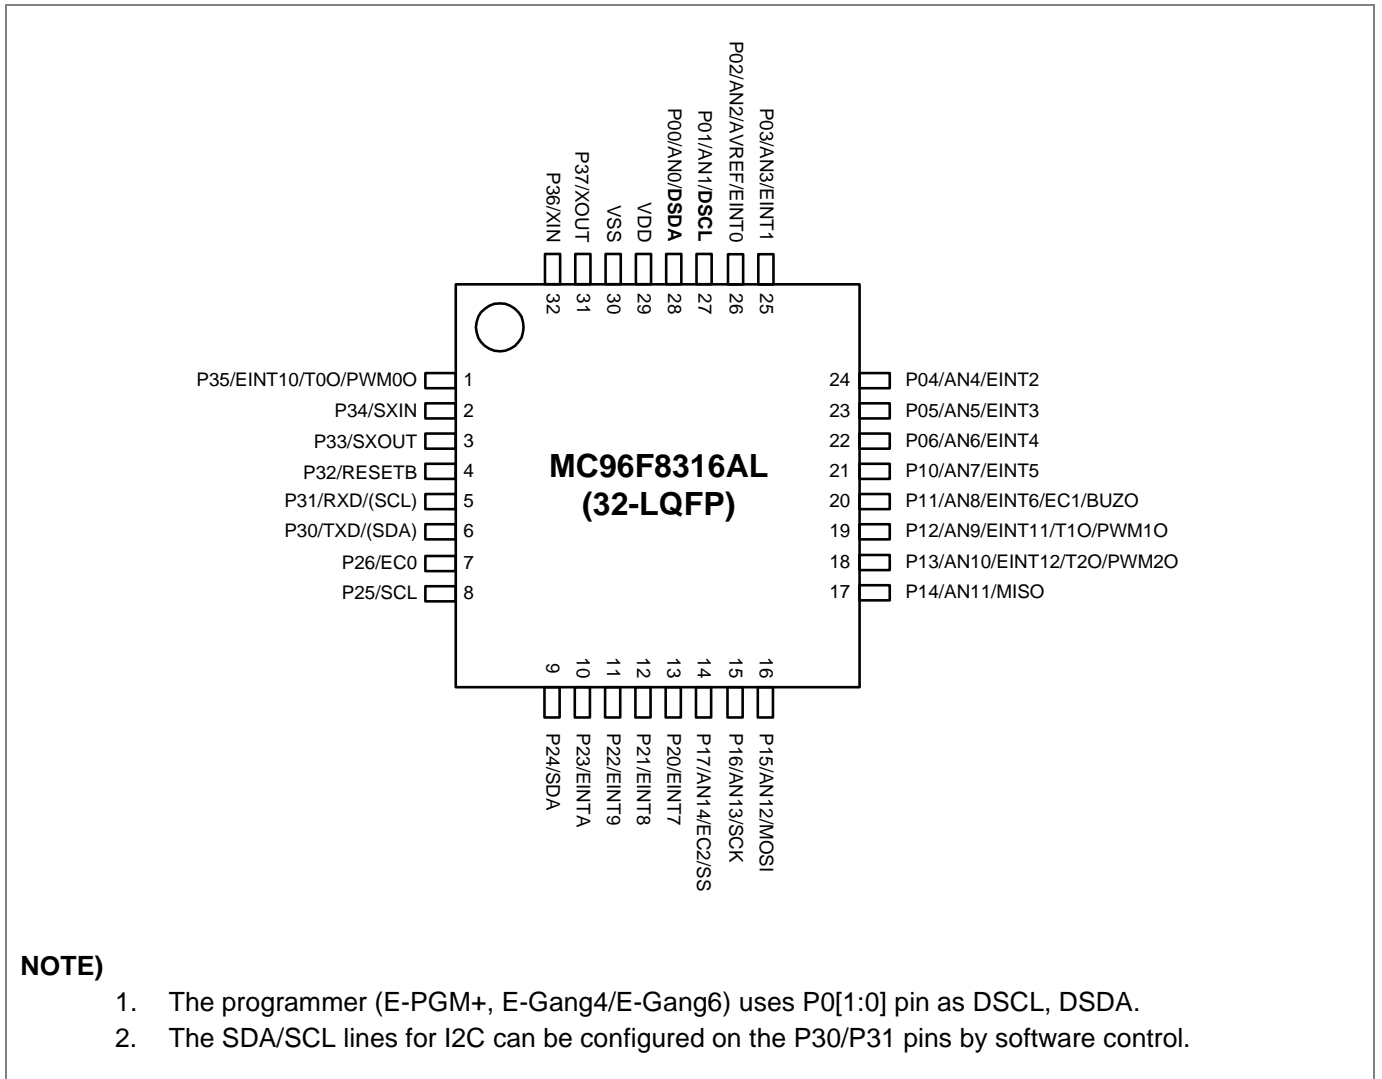 P36/XIN
P37/XOUT
VSS
VDD
P00/AN0/DSDA
P01/AN1/DSCL
P02/AN2/AVREF/EINT0
P03/AN3/EINT1
32
31
30
29
28
27
26
25
P35/EINT10/T0O/PWM0O 1
P34/SXIN 2
P33/SXOUT 3
P32/RESETB 4
P31/RXD/(SCL) 5
P30/TXD/(SDA) 6
P26/EC0 7
P25/SCL 8
MC96F8316AL
(32-LQFP)
24 P04/AN4/EINT2
23 P05/AN5/EINT3
22 P06/AN6/EINT4
21 P10/AN7/EINT5
20 P11/AN8/EINT6/EC1/BUZO
19 P12/AN9/EINT11/T1O/PWM1O
18 P13/AN10/EINT12/T2O/PWM2O
17 P14/AN11/MISO
9
10
11
12
13
14
15
16
P24/SDA
P23/EINTA
P22/EINT9
P21/EINT8
P20/EINT7
P17/AN14/EC2/SS
P16/AN13/SCK
P15/AN12/MOSI
NOTE)
1. The programmer (E-PGM+, E-Gang4/E-Gang6) uses P0[1:0] pin as DSCL, DSDA.
2. The SDA/SCL lines for I2C can be configured on the P30/P31 pins by software control.